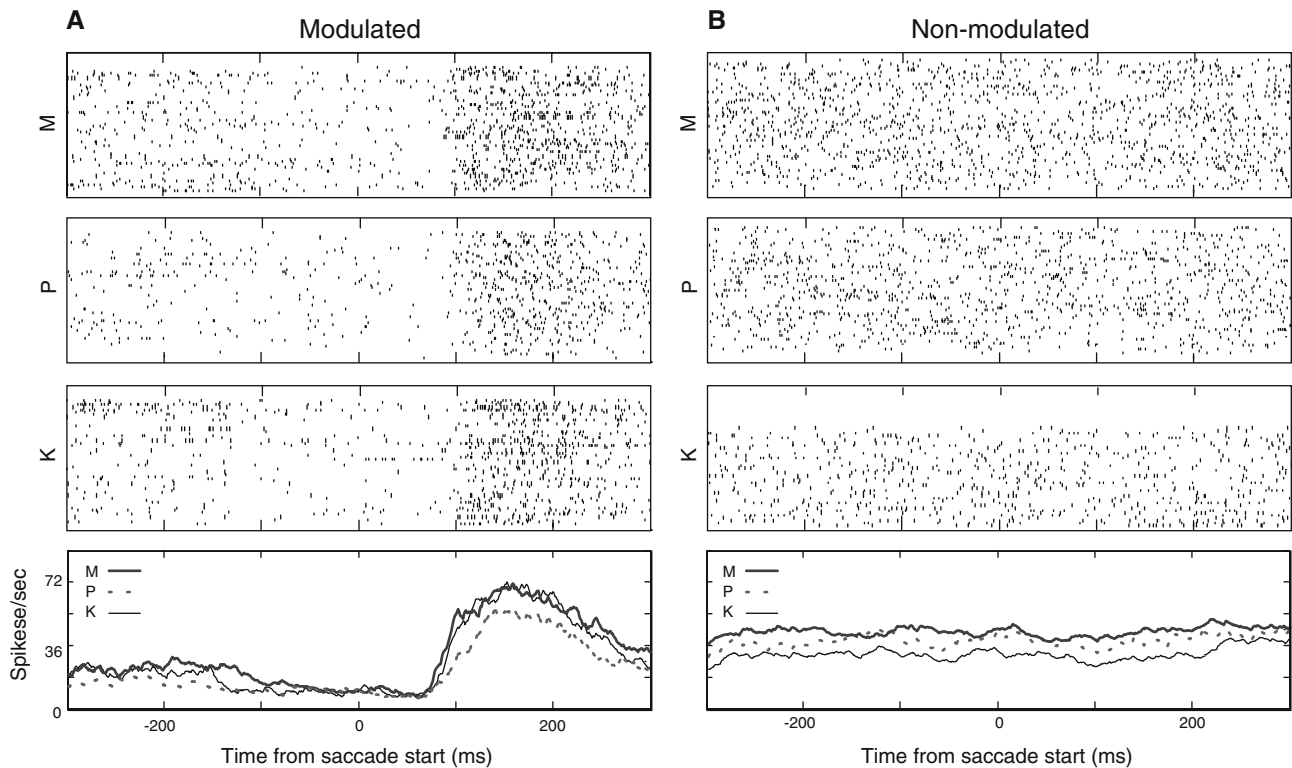 A
Modulated
B
Non-modulated
M
M
P
P
K
K
Spikese/sec
72
36
0
M
P
K
M
P
K
-200
0
200
-200
0
200
Time from saccade start (ms)
Time from saccade start (ms)